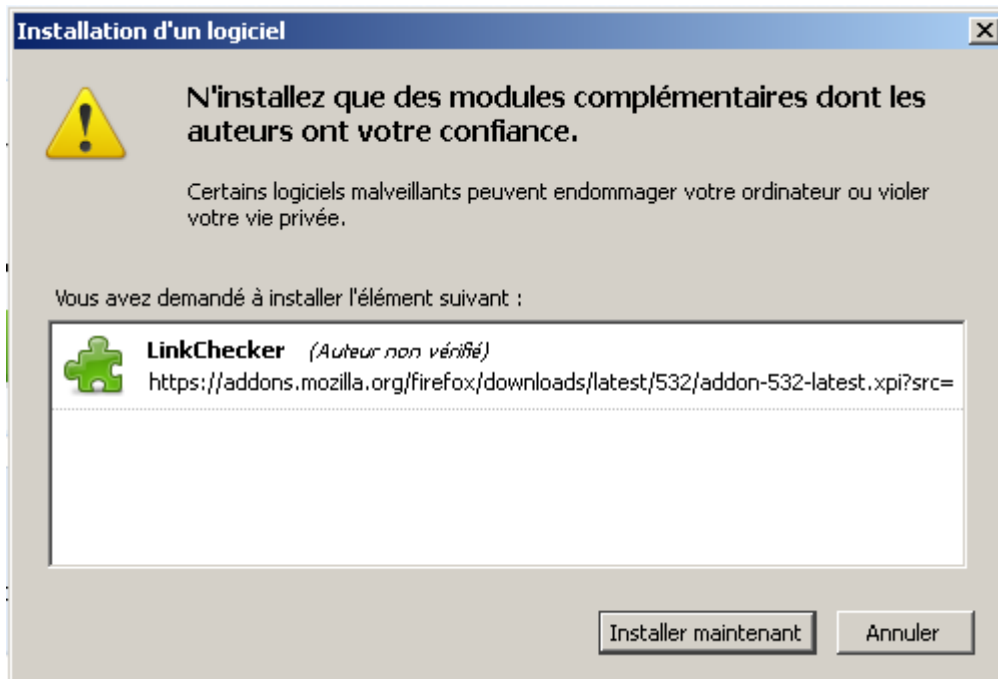 Installation d'un logiciel
N'installez que des modules complémentaires dont les
auteurs ont votre confiance.
Certains logiciels malveillants peuvent endommager votre ordinateur ou violer
votre vie privée.
Vous avez demandé à installer l'élément suivant :
LinkChecker (Auteur non vérifié)
https://addons.mozilla.org/firefox/downloads/latest/532/addon-532-latest.xpi?src=
Installer maintenant Annuler